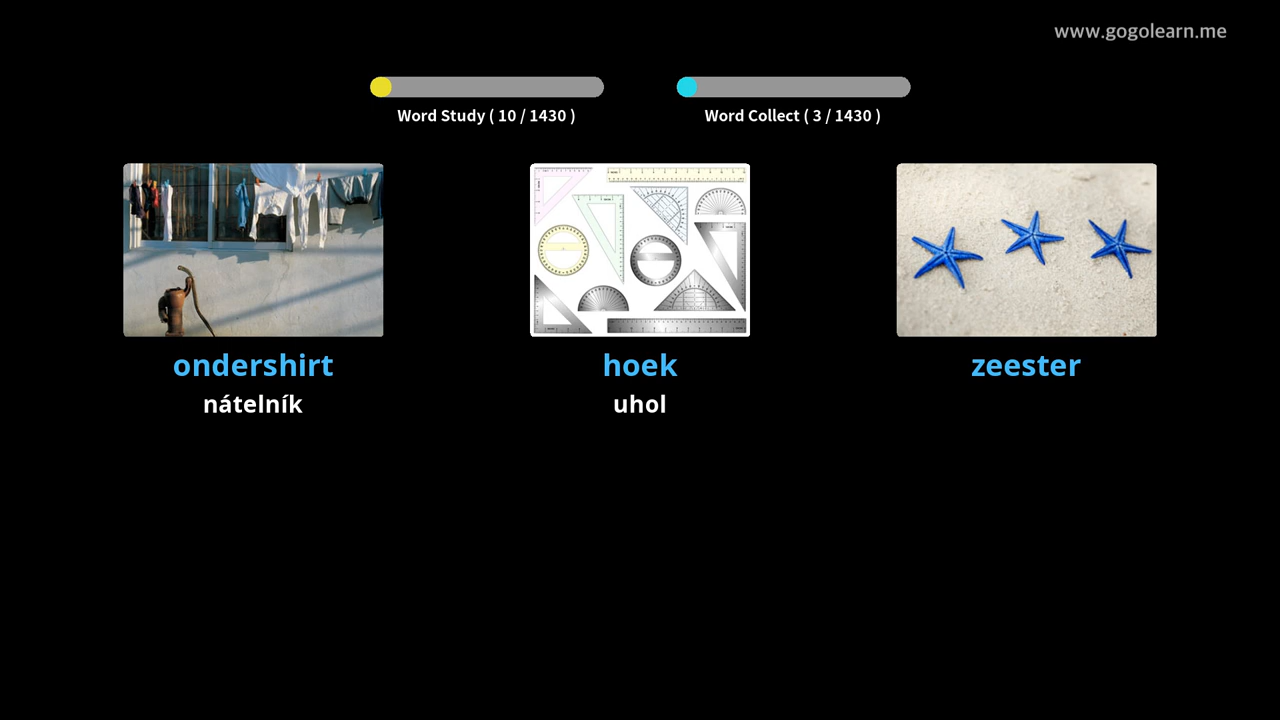 www.gogolearn.me
Word Study ( 10 / 1430 )
Word Collect ( 3 / 1430 )
ondershirt
hoek
zeester
nátelník
uhol